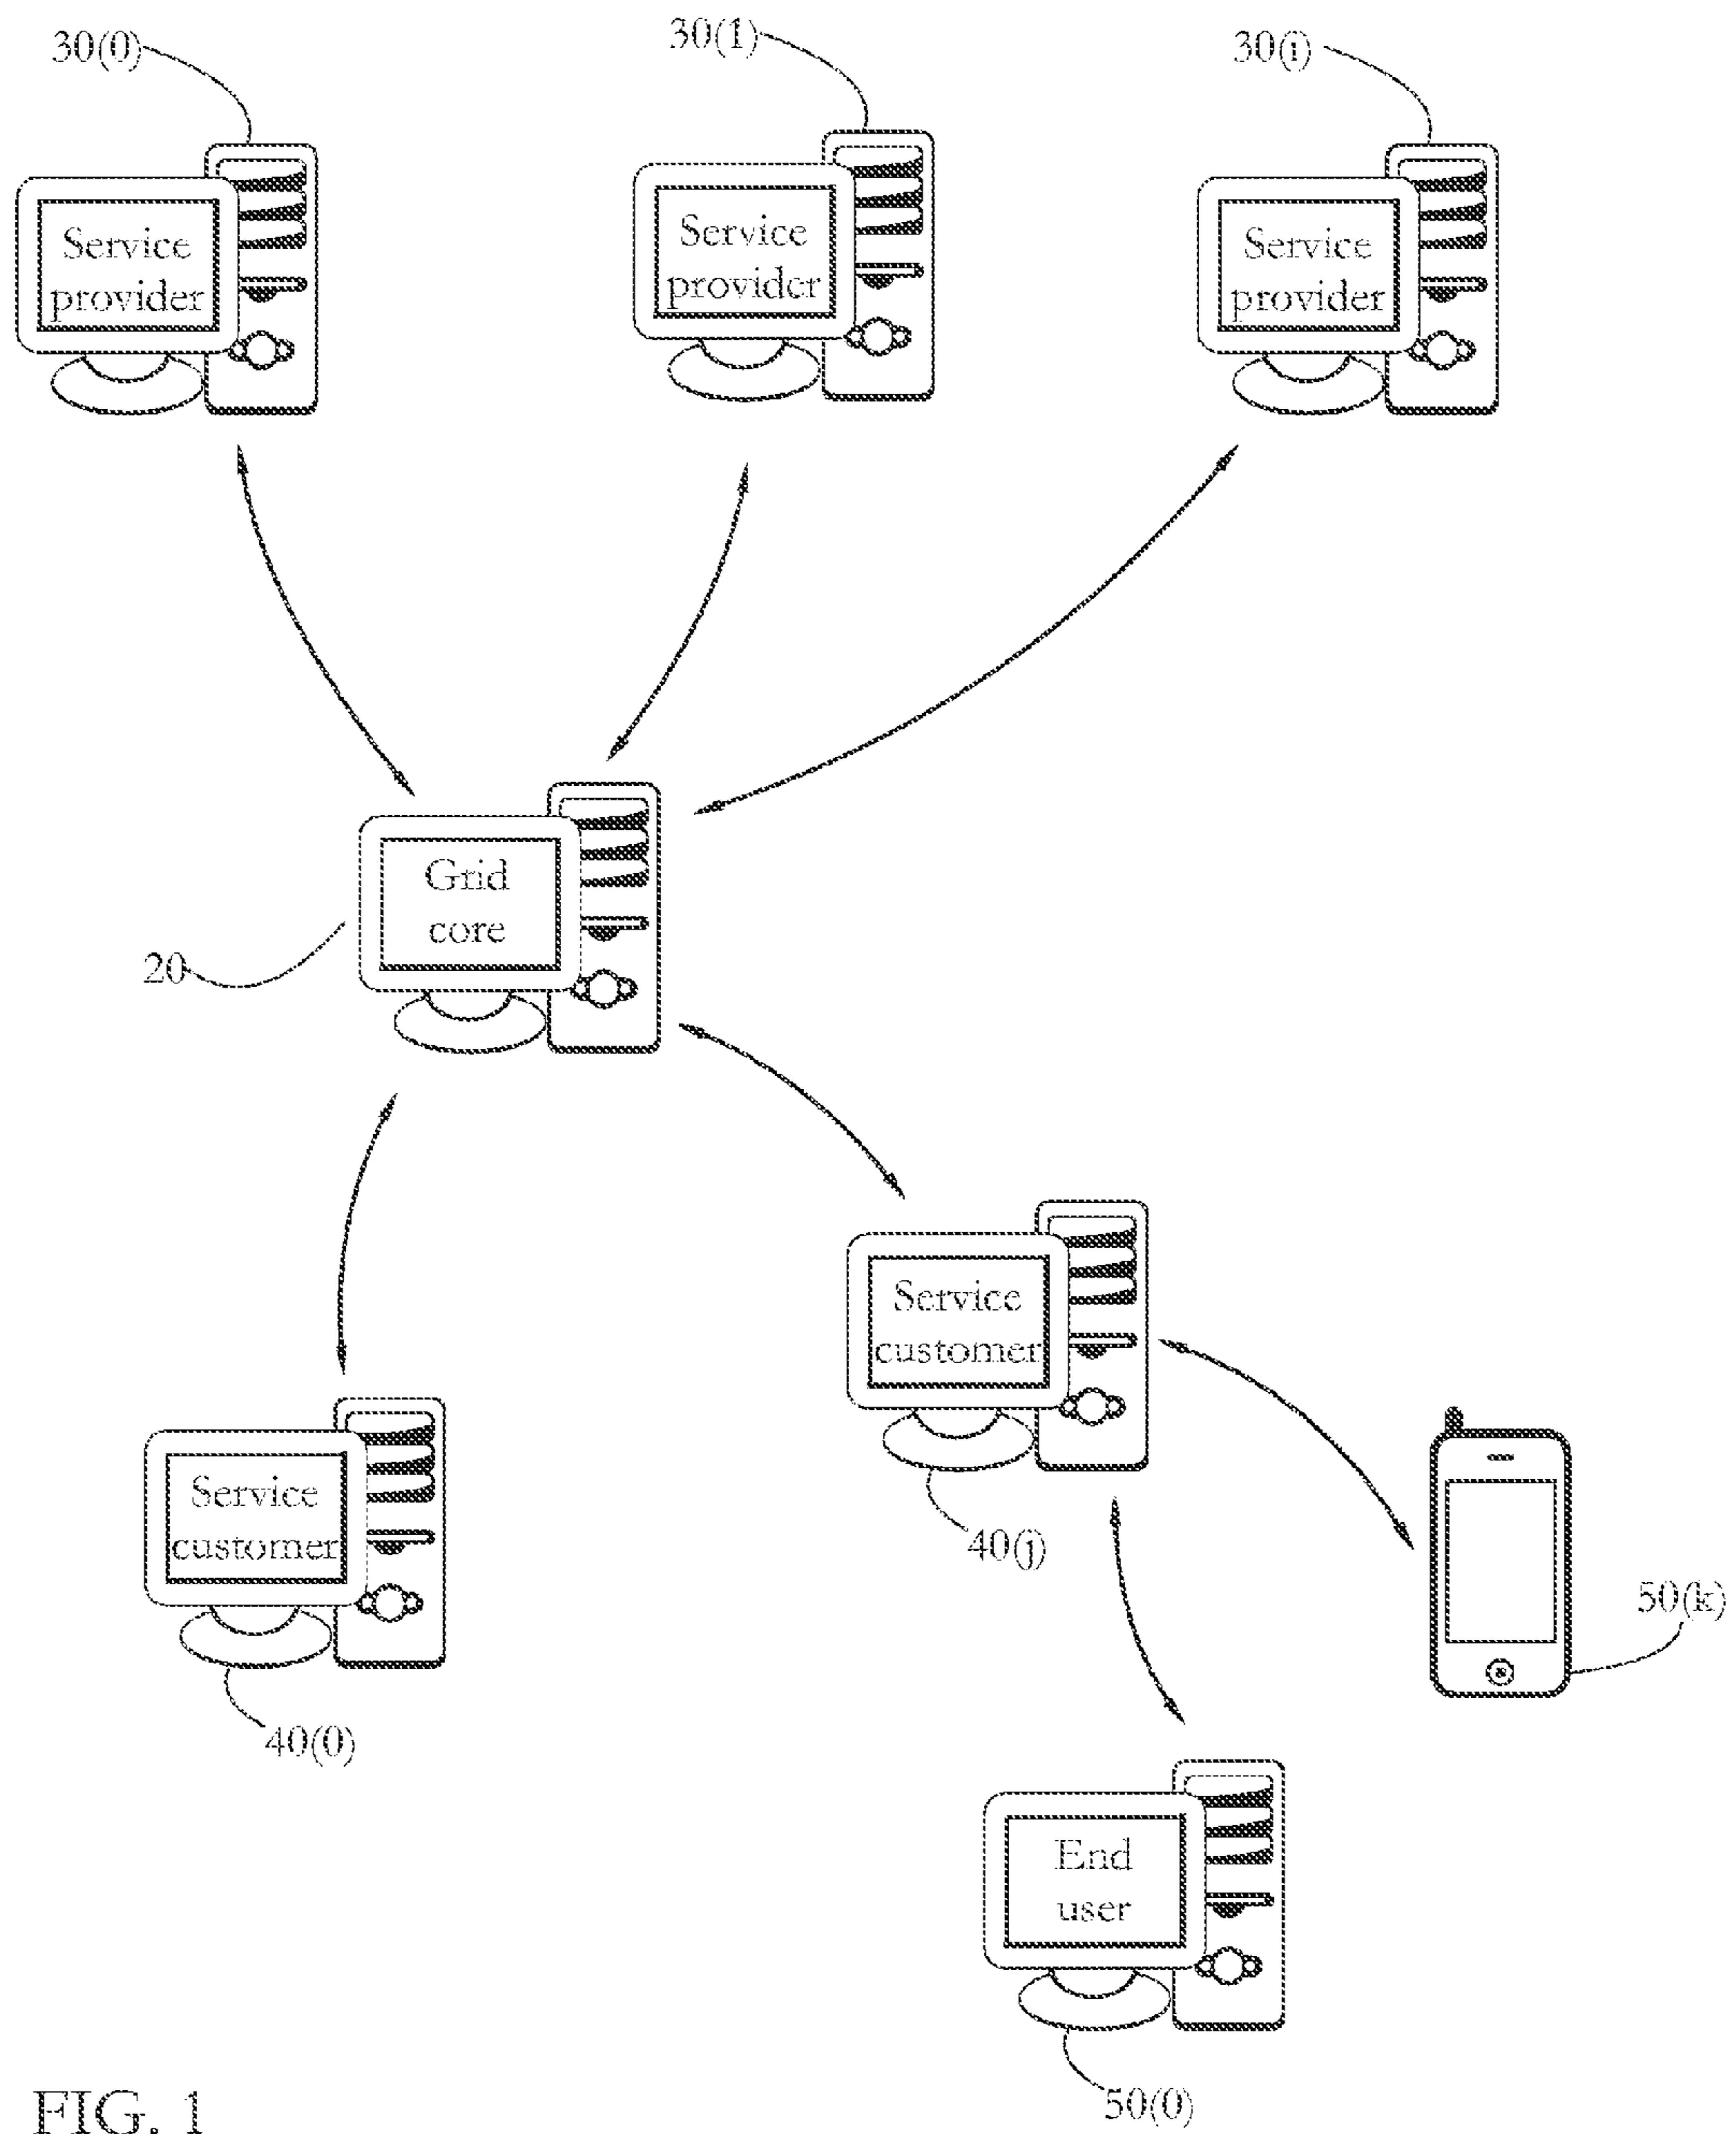 30(0)
30(1)
30(i)
Service
provider
Service
provider
Service
provider
Grid
core
20
Service
customer
40(j)
Service
customer
50(k)
40(0)
End
user
50(0)
FIG. 1